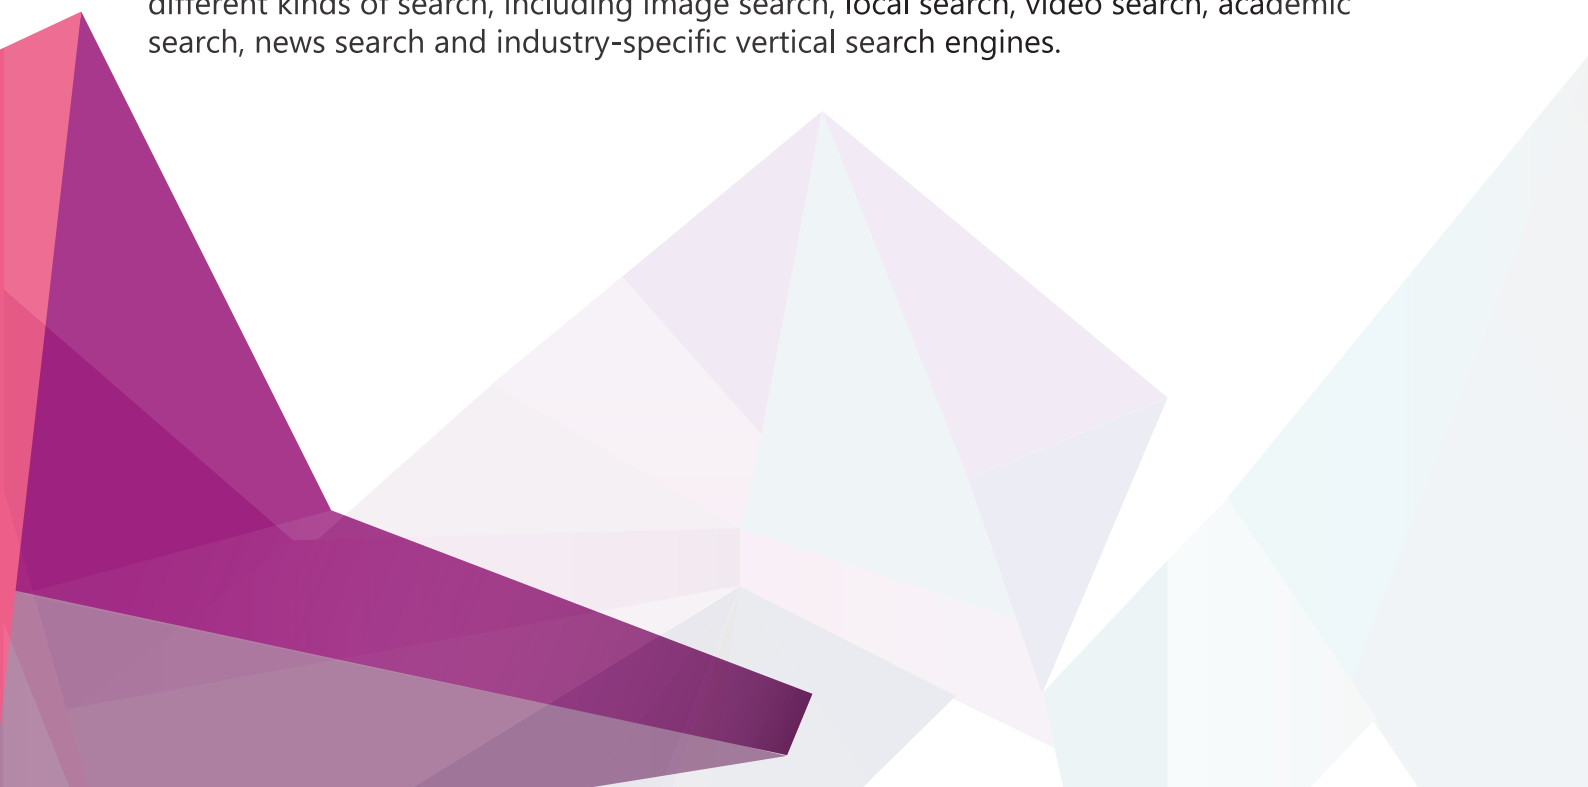 different kinds of search, including image search, local search, video search, academic
search, news search and industry-specific vertical search engines.